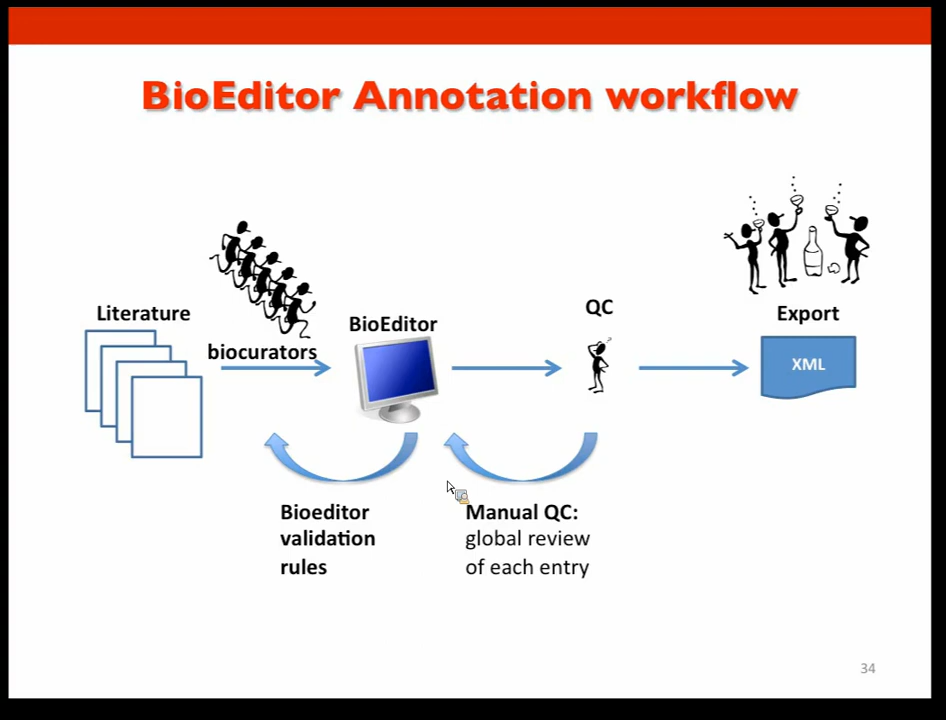 BioEditor Annotation workflow
Literature
biocurators
BioEditor
QC
Export
XML
Bioeditor
validation
rules
Manual QC:
global review
of each entry
34